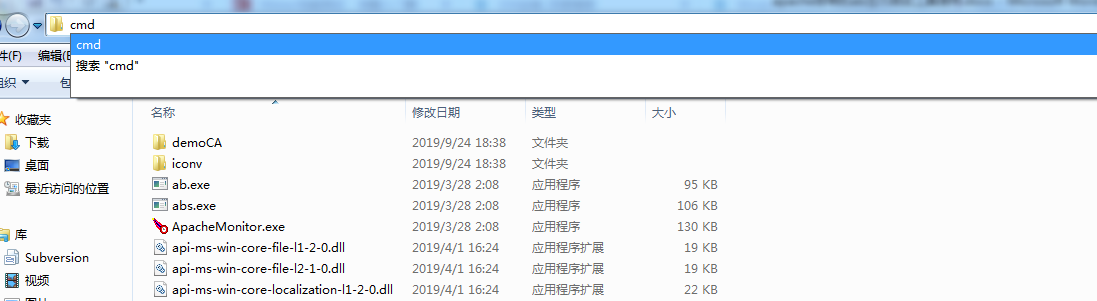 cmd
cmd
件(F) 编辑(E
搜索 "cmd"
组织 包
名称 修改日期 类型 大小
收藏夹
下载
桌面
最近访问的位置
库
Subversion
视频
demoCA 2019/9/24 18:38 文件夹
iconv 2019/9/24 18:38 文件夹
ab.exe 2019/3/28 2:08 应用程序 95 KB
abs.exe 2019/3/28 2:08 应用程序 106 KB
ApacheMonitor.exe 2019/3/28 2:08 应用程序 130 KB
api-ms-win-core-file-l1-2-0.dll 2019/4/1 16:24 应用程序扩展 19 KB
api-ms-win-core-file-l2-1-0.dll 2019/4/1 16:24 应用程序扩展 19 KB
api-ms-win-core-localization-l1-2-0.dll 2019/4/1 16:24 应用程序扩展 22 KB